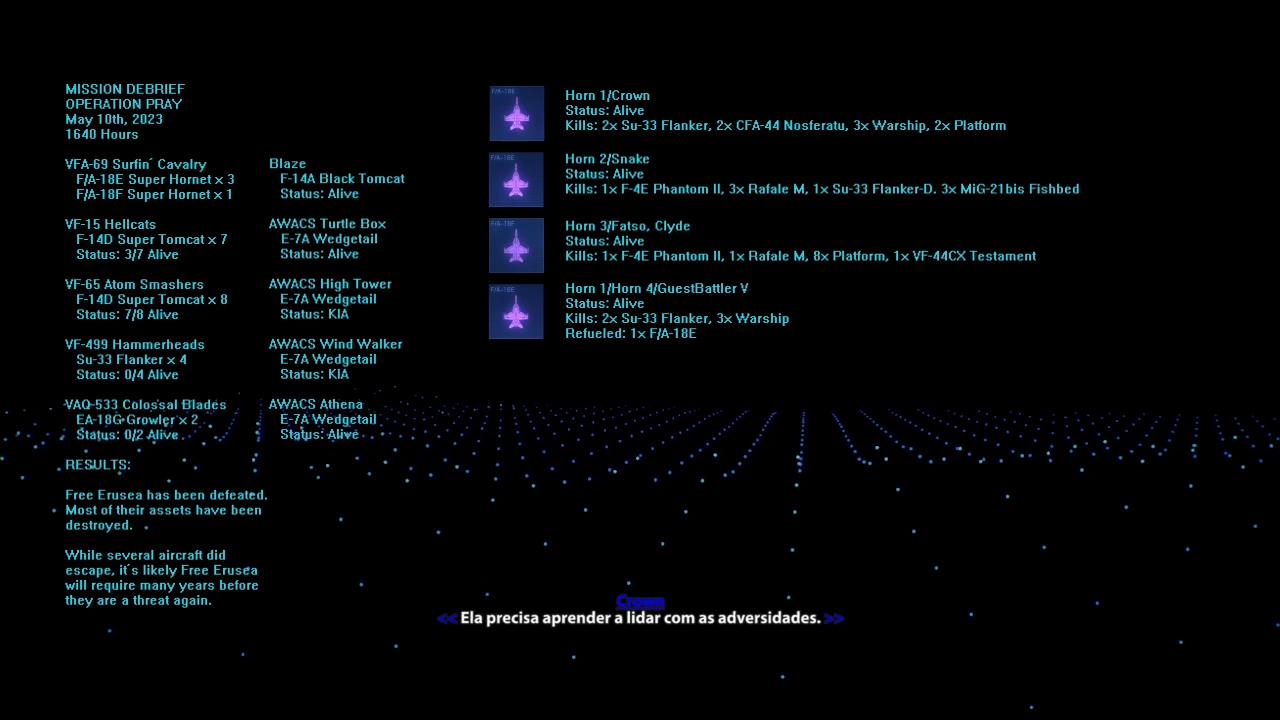 MISSION DEBRIEF
OPERATION PRAY
May 10th, 2023
1640 Hours
VFA-69 Surfin´ Cavalry
F/A-18E Super Hornet x 3
F/A-18F Super Hornet x 1
VF-15 Hellcats
F-14D Super Tomcat x 7
Status: 3/7 Alive
VF-65 Atom Smashers
F-14D Super Tomcat x 8
Status: 7/8 Alive
VF-499 Hammerheads
Su-33 Flanker x 4
Status: 0/4 Alive
VAQ-533 Colossal Blades
EA-18G Growler x 2
Status: 0/2 Alive
RESULTS:
Free Erusea has been defeated.
Most of their assets have been
destroyed.
While several aircraft did
escape, it´s likely Free Erusea
will require many years before
they are a threat again.
Blaze
F-14A Black Tomcat
Status: Alive
AWACS Turtle Box
E-7A Wedgetail
Status: Alive
AWACS High Tower
E-7A Wedgetail
Status: KIA
AWACS Wind Walker
E-7A Wedgetail
Status: KIA
AWACS Athena
E-7A Wedgetail
Status: Alive
F/A-18E
Horn 1/Crown
Status: Alive
Kills: 2x Su-33 Flanker, 2x CFA-44 Nosferatu, 3x Warship, 2x Platform
F/A-18E
Horn 2/Snake
Status: Alive
Kills: 1x F-4E Phantom II, 3x Rafale M, 1x Su-33 Flanker-D. 3x MiG-21bis Fishbed
F/A-18F
Horn 3/Fatso, Clyde
Status: Alive
Kills: 1x F-4E Phantom II, 1x Rafale M, 8x Platform, 1x VF-44CX Testament
F/A-18E
Horn 1/Horn 4/GuestBattler V
Status: Alive
Kills: 2x Su-33 Flanker, 3x Warship
Refueled: 1x F/A-18E
Crown
<< Ela precisa aprender a lidar com as adversidades. >>